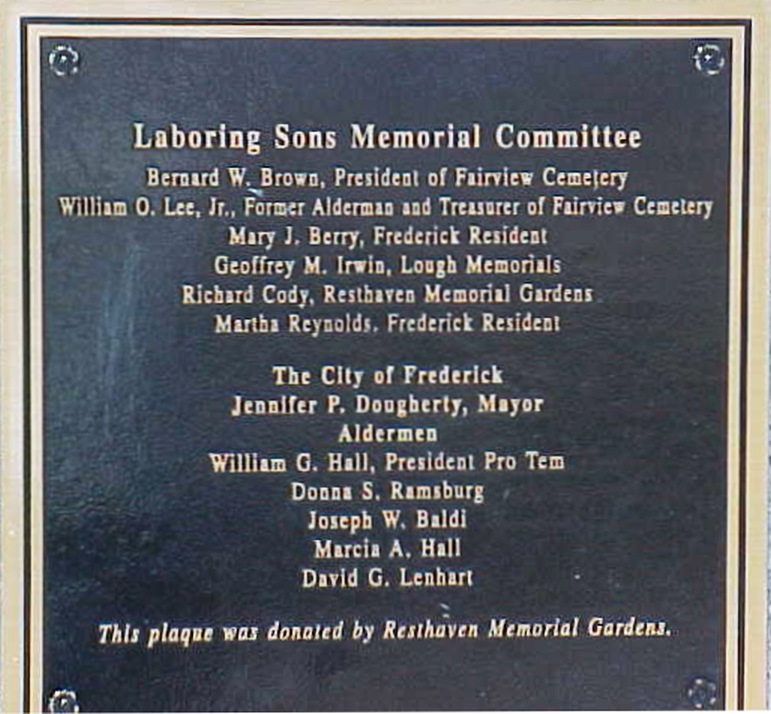 Laboring Sons Memorial Committee
Bernard W. Brown, President of Fairview Cemetery
William O. Lee, Jr., Former Alderman and Treasurer of Fairview Cemetery
Mary J. Berry, Frederick Resident
Geoffrey M. Irwin, Lough Memorials
Richard Cody, Resthaven Memorial Gardens
Martha Reynolds, Frederick Resident
The City of Frederick
Jennifer P. Dougherty, Mayor
Aldermen
William G. Hall, President Pro Tem
Donna S. Ramsburg
Joseph W. Baldi
Marcia A. Hall
David G. Lenhart
This plaque was donated by Resthaven Memorial Gardens.